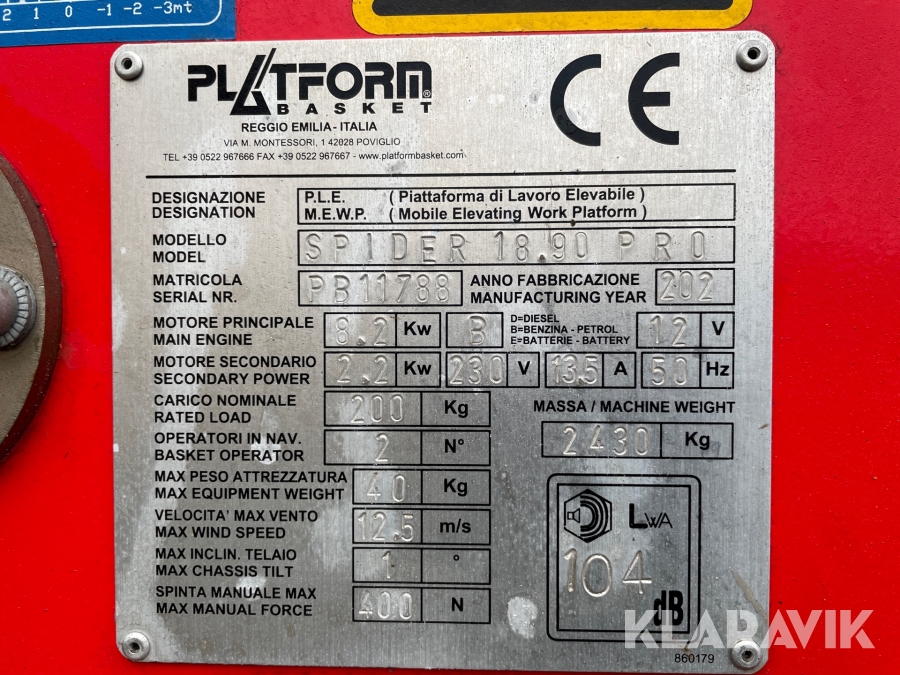 2 1 0 -1 -2 -3mt
PLATFORM®
BASKET
REGGIO EMILIA - ITALIA
VIA M. MONTESSORI, 1 42028 POVIGLIO
TEL +39 0522 967666 FAX +39 0522 967667 - www.platformbasket.com
CE
DESIGNAZIONE P.L.E. ( Piattaforma di Lavoro Elevabile )
DESIGNATION M.E.W.P. ( Mobile Elevating Work Platform )
MODELLO
MODEL SPIDER 18.90 PRO
MATRICOLA
SERIAL NR. PB11788
ANNO FABBRICAZIONE
MANUFACTURING YEAR 202
MOTORE PRINCIPALE
MAIN ENGINE 8.2 Kw B
D=DIESEL
B=BENZINA - PETROL
E=BATTERIE - BATTERY
12 V
MOTORE SECONDARIO
SECONDARY POWER 2.2 Kw 230 V 13.5 A 50 Hz
CARICO NOMINALE
RATED LOAD 200 Kg
MASSA / MACHINE WEIGHT
2430 Kg
OPERATORI IN NAV.
BASKET OPERATOR 2 N°
MAX PESO ATTREZZATURA
MAX EQUIPMENT WEIGHT 40 Kg
VELOCITA' MAX VENTO
MAX WIND SPEED 12.5 m/s
MAX INCLIN. TELAIO
MAX CHASSIS TILT 1 °
SPINTA MANUALE MAX
MAX MANUAL FORCE 400 N
LWA
104
dB
KLARAVIK
860179